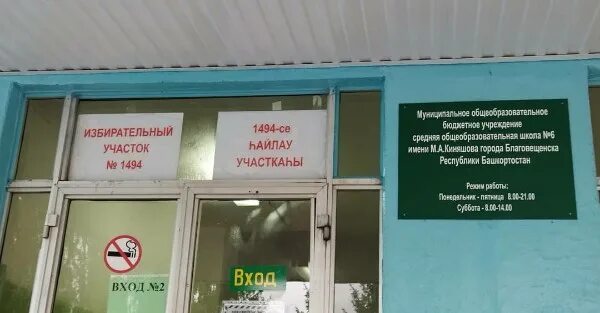 ИЗБИРАТЕЛЬНЫЙ
УЧАСТОК
№ 1494
1494-се
ҺАЙЛАУ
УЧАСТКАҺЫ
Муниципальное общеобразовательное
бюджетное учреждение
средняя общеобразовательная школа №6
имени М.А.Киняшова города Благовещенска
Республики Башкортостан
Режим работы:
Понедельник - пятница 8.00-21.00
Суббота - 8.00-14.00
ВХОД №2
Вход